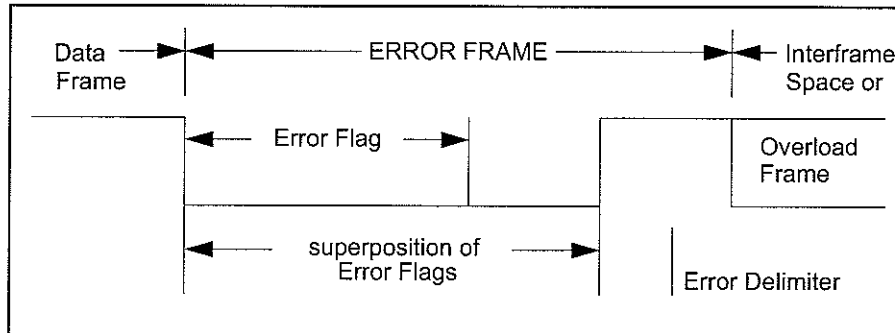 Data
Frame
ERROR FRAME
Interframe
Space or
Error Flag
Overload
Frame
superposition of
Error Flags
Error Delimiter